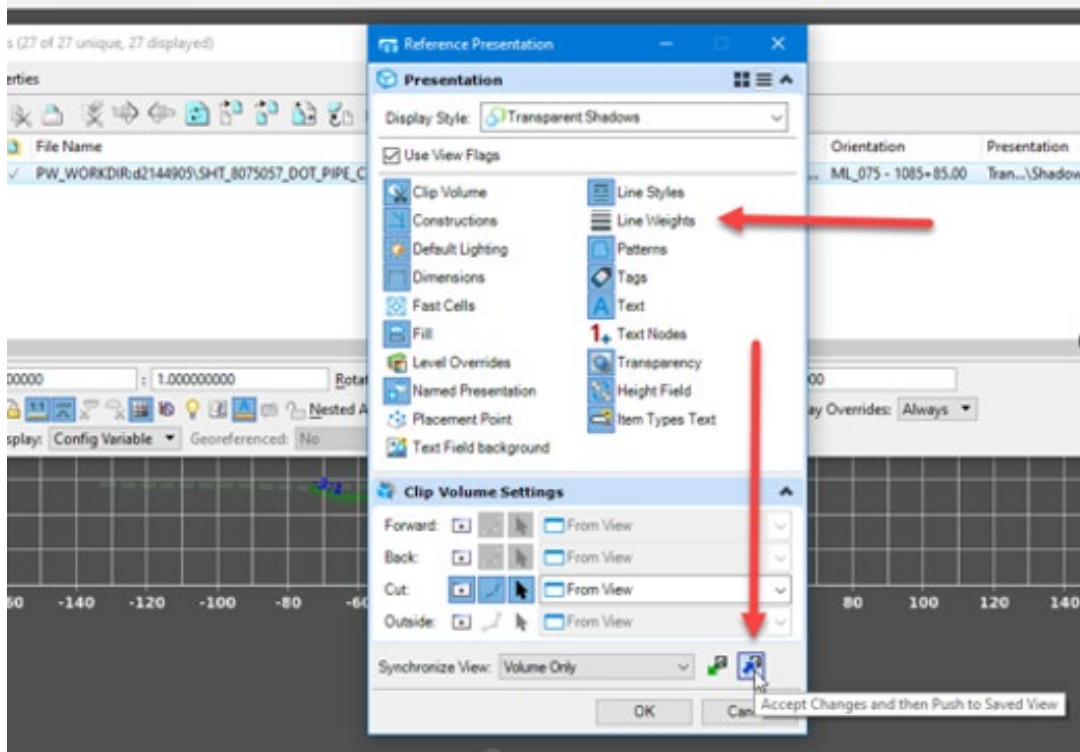 s (27 of 27 unique, 27 displayed)
Reference Presentation
erties
Presentation
Display Style: Transparent Shadows
Use View Flags
File Name
Orientation
Presentation
PW_WORKDIR:d2144905\SHT_8075057_DOT_PIPE_C
... ML_075 - 1085+85.00
Tran...\Shadow
Clip Volume
Line Styles
Constructions
Line Weights
Default Lighting
Patterns
Dimensions
Tags
Fast Cells
Text
Fill
Text Nodes
Level Overrides
Transparency
Named Presentation
Height Field
Placement Point
Item Types Text
Text Field background
00000 : 1.000000000 Rotat
00
Nested A
ay Overrides: Always
splay: Config Variable Georeferenced: No
Clip Volume Settings
Forward: From View
Back: From View
Cut: From View
Outside: From View
60 -140 -120 -100 -80 -60
80 100 120 140
Synchronize View: Volume Only
Accept Changes and then Push to Saved View
OK
Can